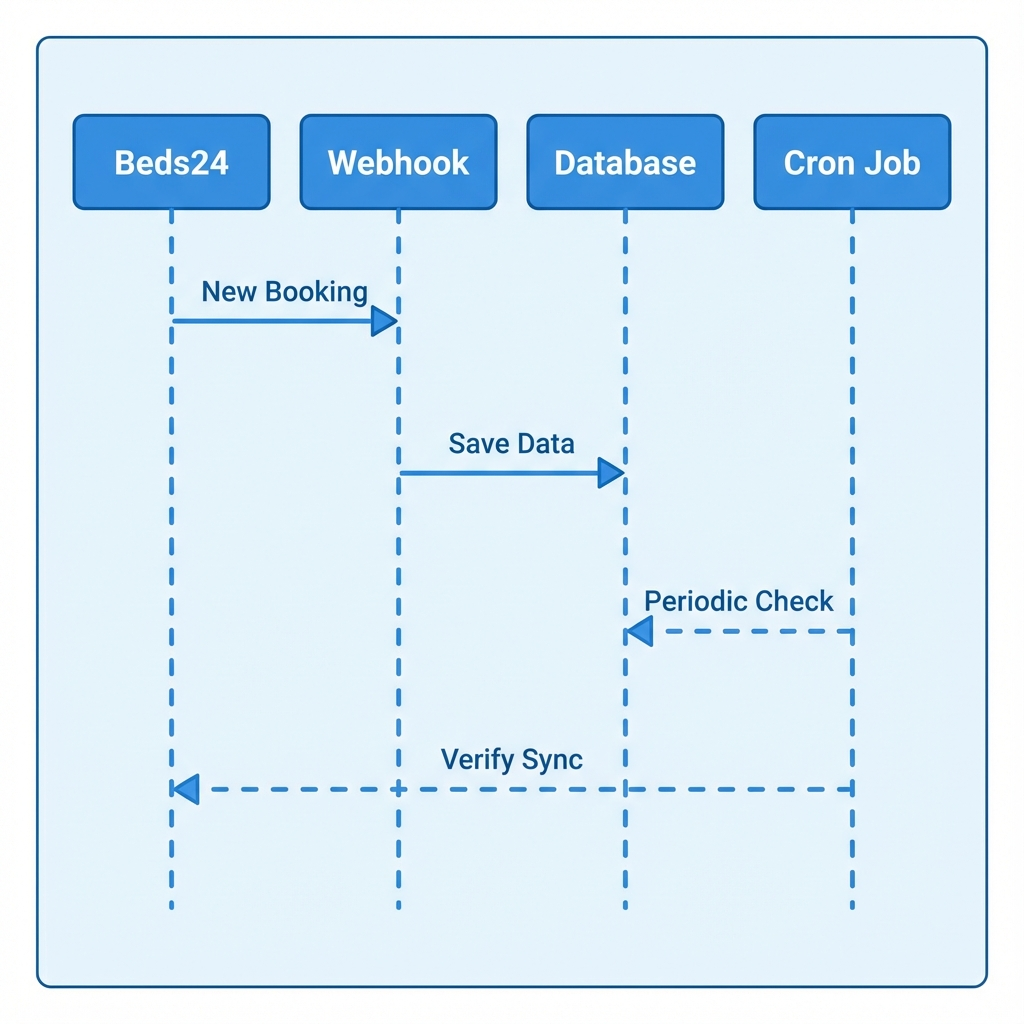 Beds24
Webhook
Database
Cron Job
New Booking
Save Data
Periodic Check
Verify Sync